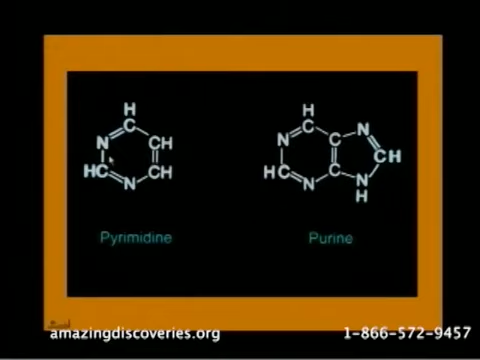 H
C
N
CH
HC
CH
N
Pyrimidine
H
C
N
C
N
CH
HC
C
N
N
H
Purine
amazingdiscoveries.org
1-866-572-9457